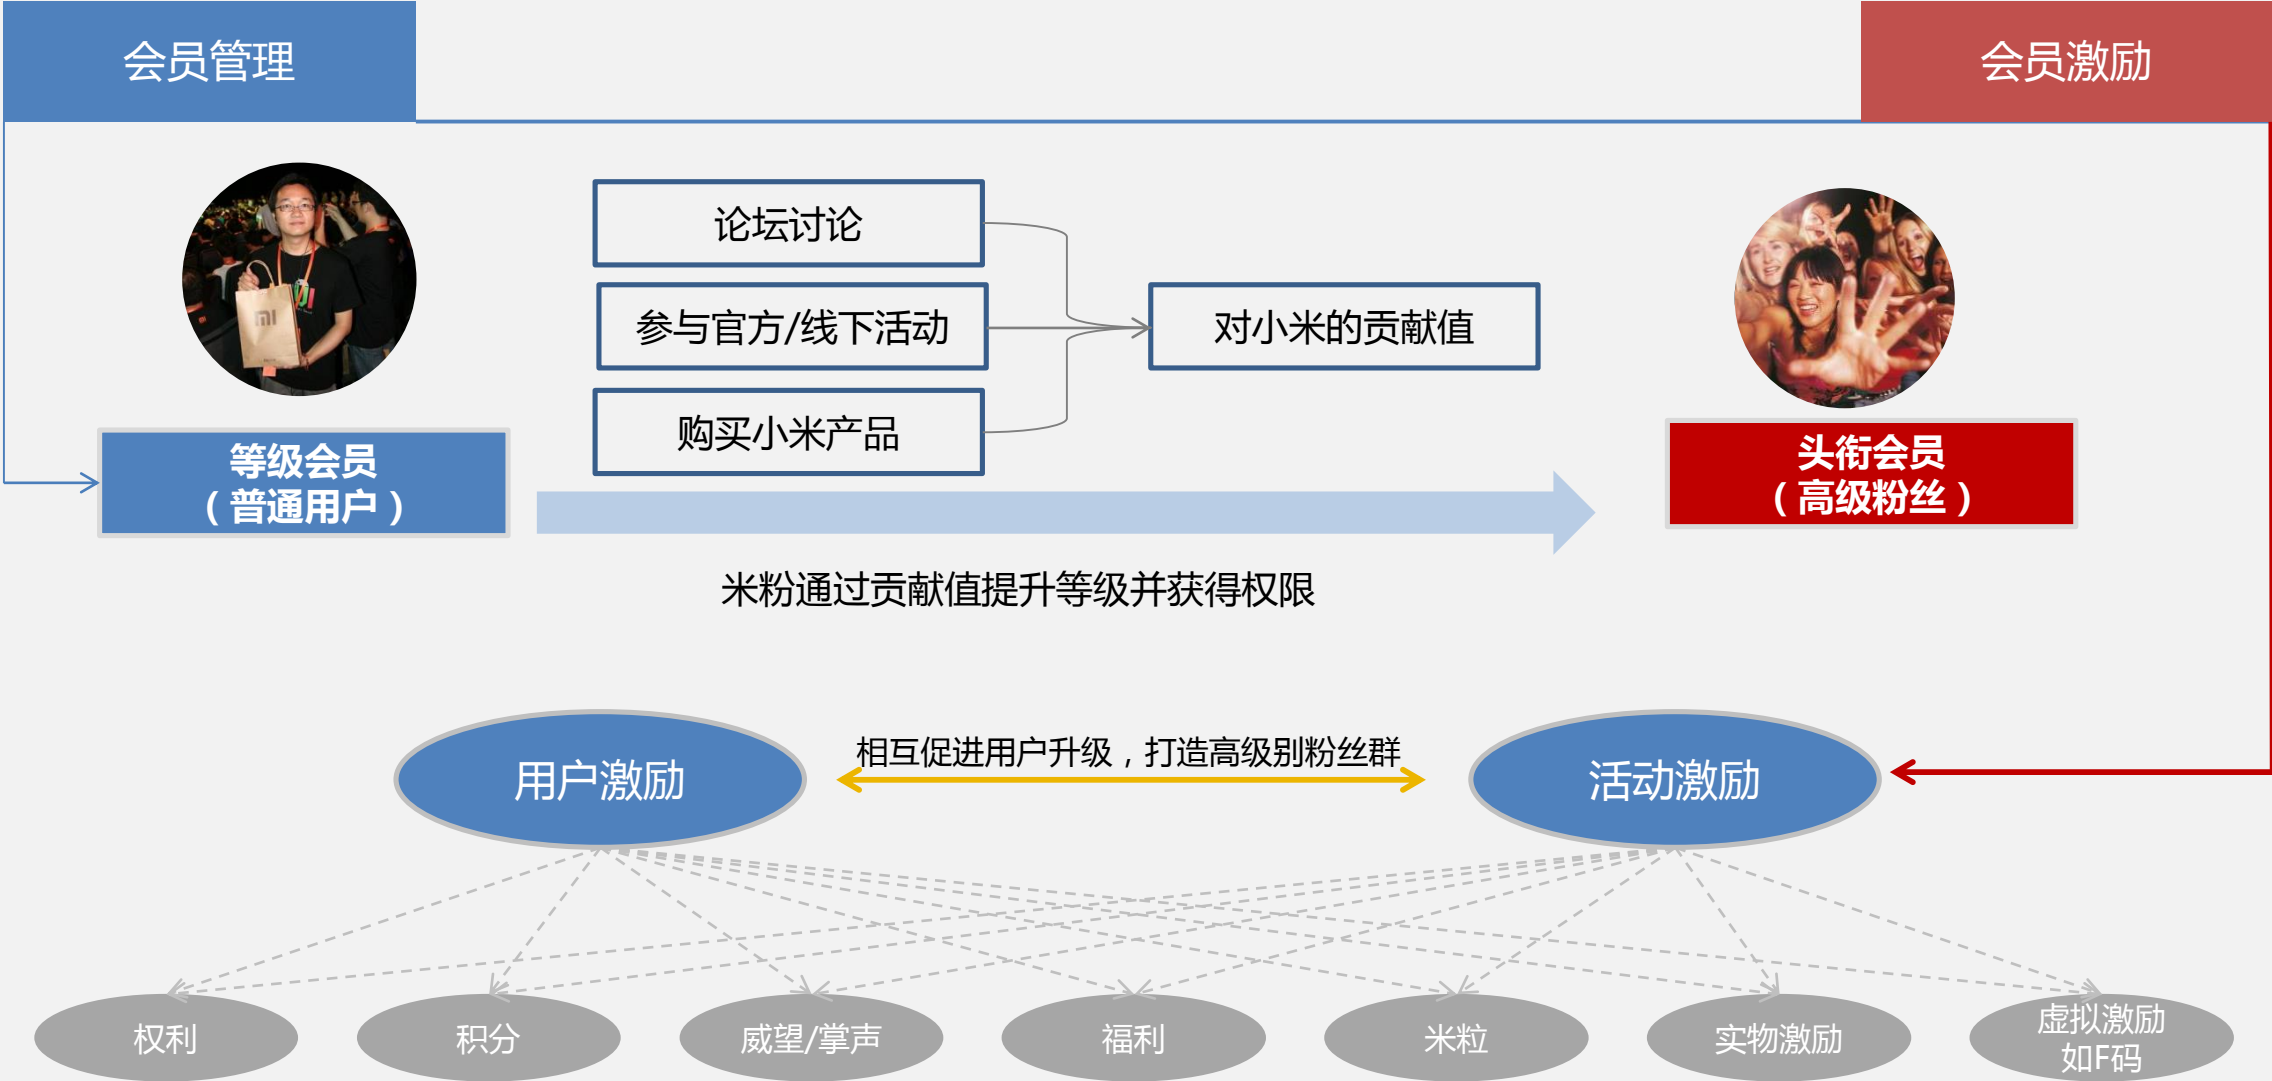 会员管理
会员激励
论坛讨论
参与官方/线下活动
购买小米产品
对小米的贡献值
MI
等级会员
（普通用户）
头衔会员
（高级粉丝）
米粉通过贡献值提升等级并获得权限
用户激励
相互促进用户升级，打造高级别粉丝群
活动激励
权利
积分
威望/掌声
福利
米粒
实物激励
虚拟激励
如F码